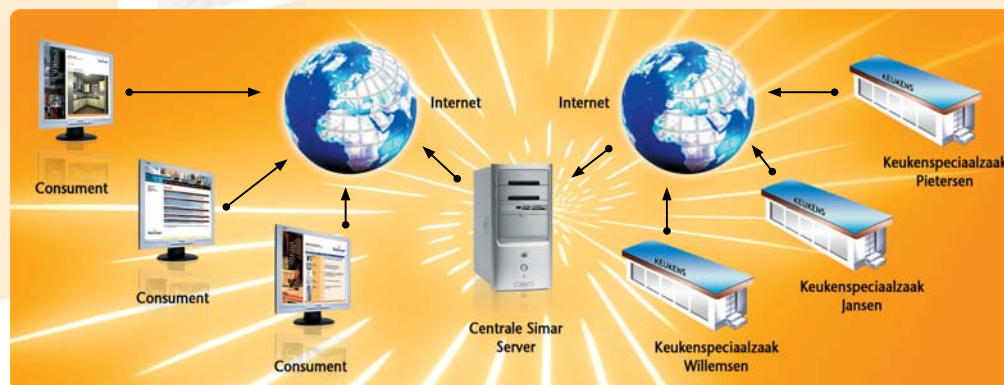 Consument
Consument
Consument
Internet
Centrale Simar
Server
Internet
KEUKENS
Keukenspeciaalzaak
Pietersen
KEUKENS
Keukenspeciaalzaak
Jansen
KEUKENS
Keukenspeciaalzaak
Willemsen